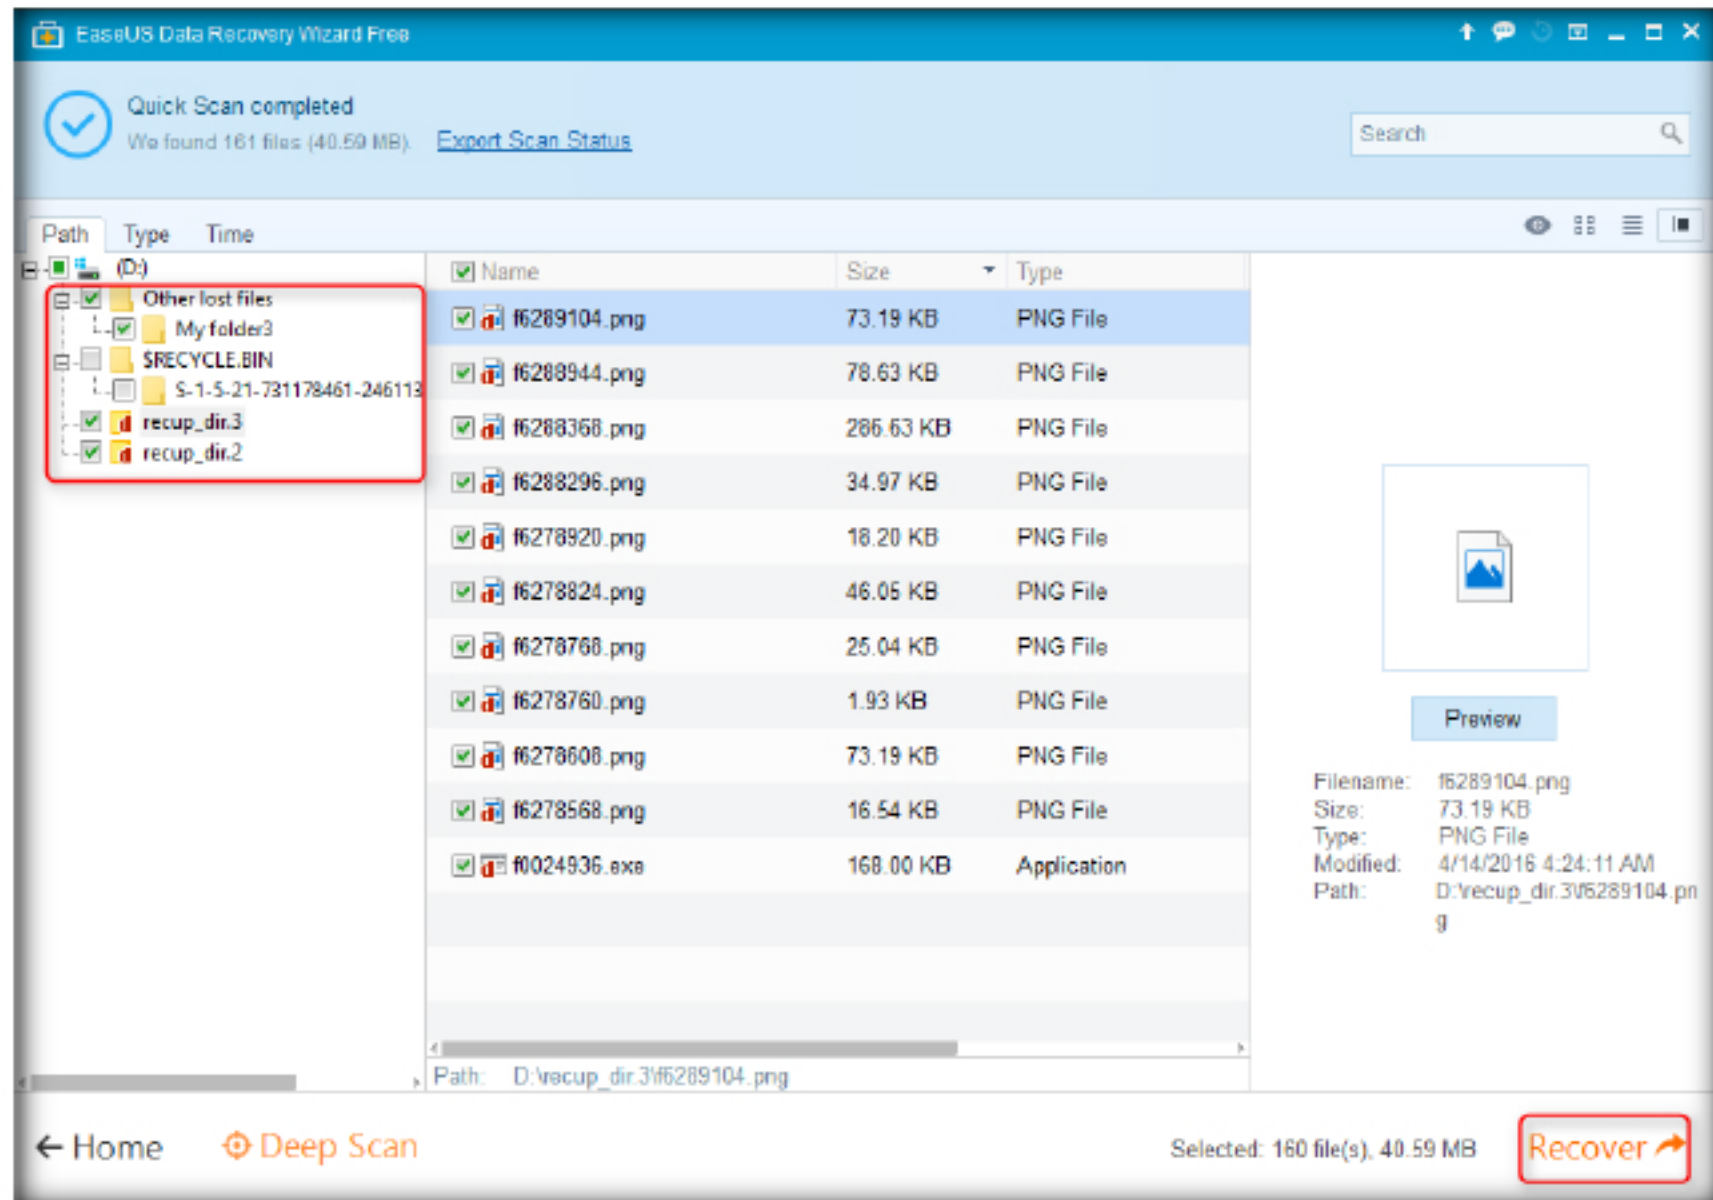 EaseUS Data Recovery Wizard Free
Quick Scan completed
We found 161 files (40.59 MB). Export Scan Status
Search
Path Type Time
(D:)
Other lost files
My folder3
$RECYCLE.BIN
S-1-5-21-731178461-246113
recup_dir.3
recup_dir.2
Name Size Type
f6289104.png 73.19 KB PNG File
f6288944.png 78.63 KB PNG File
f6288368.png 286.63 KB PNG File
f6288296.png 34.97 KB PNG File
f6278920.png 18.20 KB PNG File
f6278824.png 46.05 KB PNG File
f6278768.png 25.04 KB PNG File
f6278760.png 1.93 KB PNG File
f6278608.png 73.19 KB PNG File
f6278568.png 16.54 KB PNG File
f0024936.exe 168.00 KB Application
Path: D:\recup_dir.3\f6289104.png
Preview
Filename: f6289104.png
Size: 73.19 KB
Type: PNG File
Modified: 4/14/2016 4:24:11 AM
Path: D:\recup_dir.3\f6289104.pn
g
Home Deep Scan Selected: 160 file(s), 40.59 MB Recover